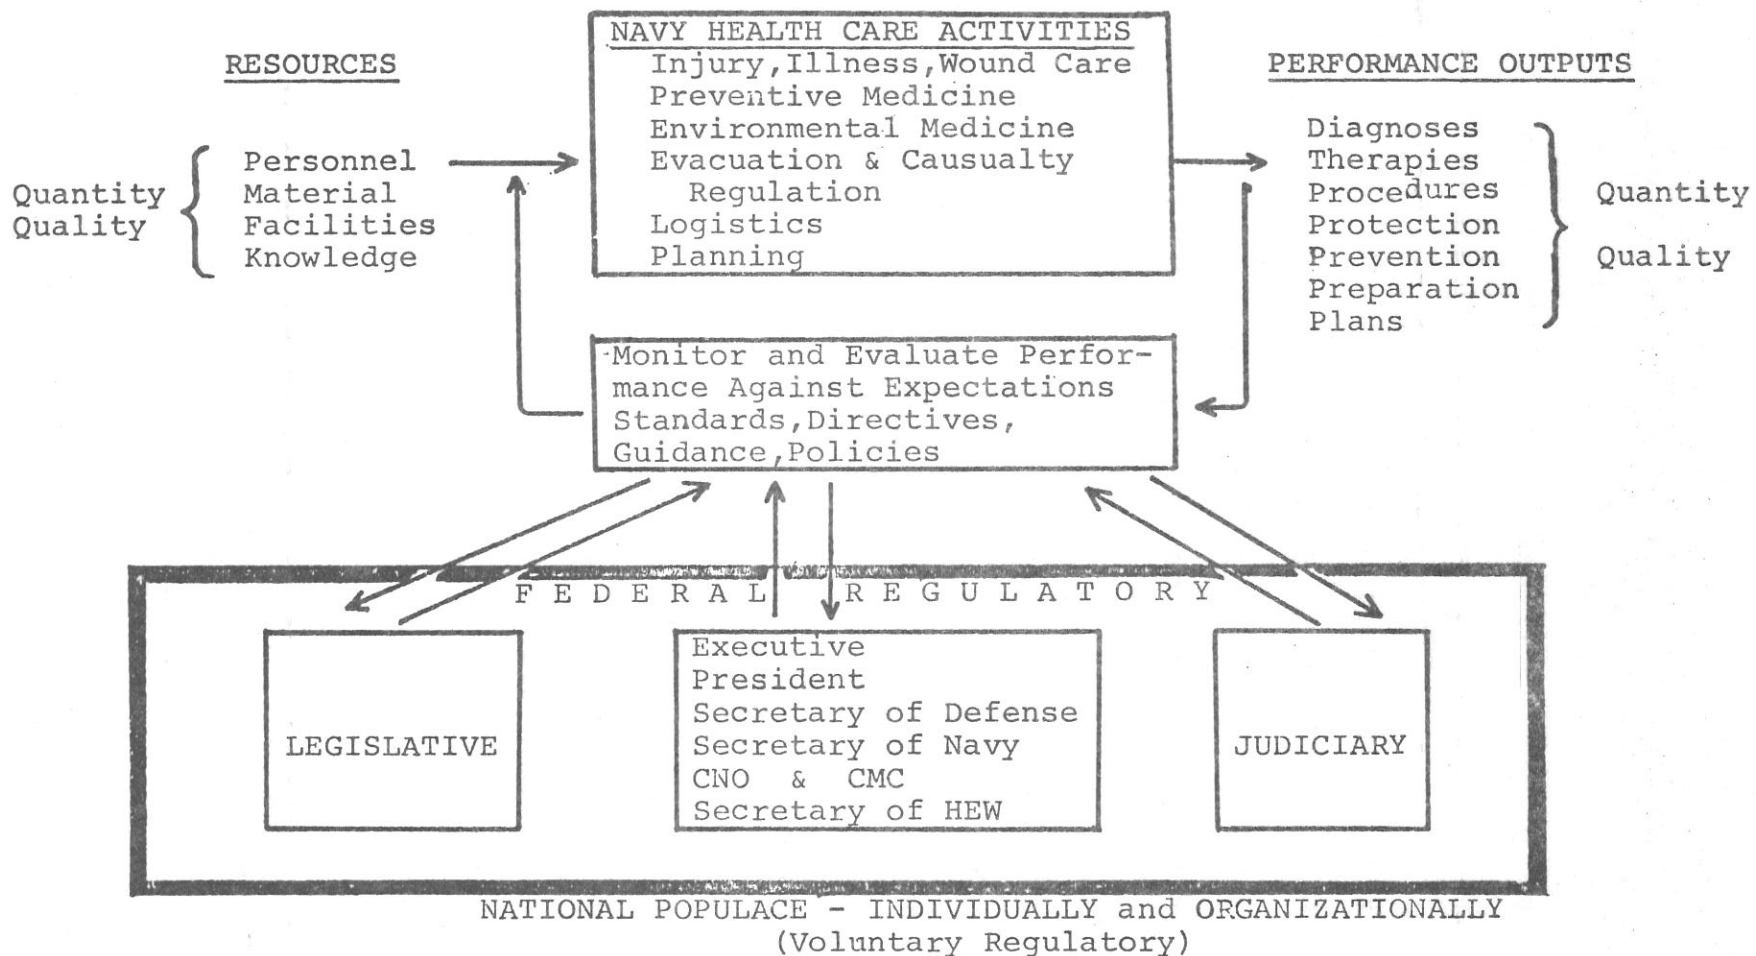 RESOURCES
Quantity
Quality
Personnel
Material
Facilities
Knowledge
NAVY HEALTH CARE ACTIVITIES
Injury,Illness,Wound Care
Preventive Medicine
Environmental Medicine
Evacuation & Causualty
Regulation
Logistics
Planning
PERFORMANCE OUTPUTS
Diagnoses
Therapies
Procedures
Protection
Prevention
Preparation
Plans
Quantity
Quality
Monitor and Evaluate Perfor-
mance Against Expectations
Standards,Directives,
Guidance,Policies
FEDERAL REGULATORY
LEGISLATIVE
Executive
President
Secretary of Defense
Secretary of Navy
CNO & CMC
Secretary of HEW
JUDICIARY
NATIONAL POPULACE - INDIVIDUALLY and ORGANIZATIONALLY
(Voluntary Regulatory)